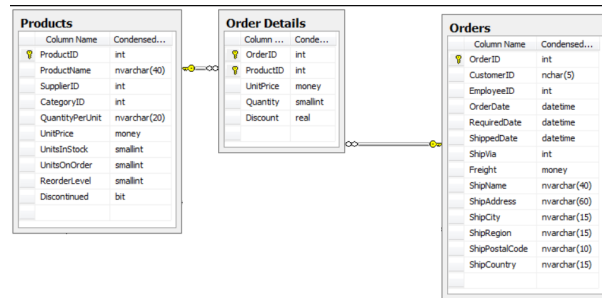 Products
Column Name Condensed...
ProductID int
ProductName nvarchar(40)
SupplierID int
CategoryID int
QuantityPerUnit nvarchar(20)
UnitPrice money
UnitsInStock smallint
UnitsOnOrder smallint
ReorderLevel smallint
Discontinued bit
Order Details
Column ... Conde...
OrderID int
ProductID int
UnitPrice money
Quantity smallint
Discount real
Orders
Column Name Condensed...
OrderID int
CustomerID nchar(5)
EmployeeID int
OrderDate datetime
RequiredDate datetime
ShippedDate datetime
ShipVia int
Freight money
ShipName nvarchar(40)
ShipAddress nvarchar(60)
ShipCity nvarchar(15)
ShipRegion nvarchar(15)
ShipPostalCode nvarchar(10)
ShipCountry nvarchar(15)